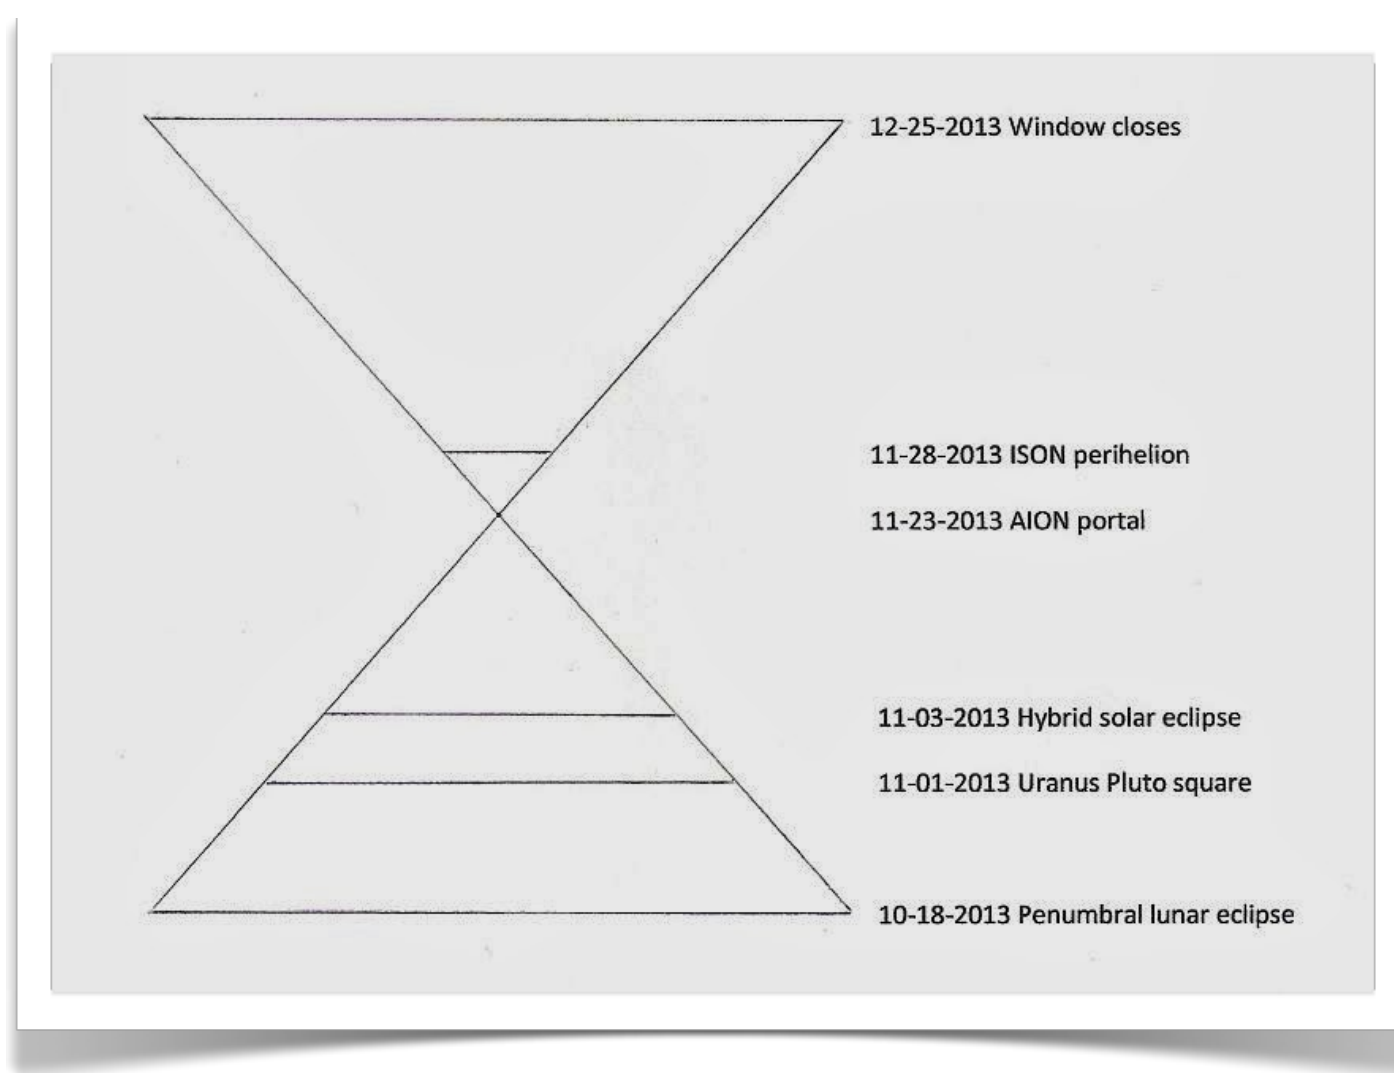 12-25-2013 Window closes
11-28-2013 ISON perihelion
11-23-2013 AION portal
11-03-2013 Hybrid solar eclipse
11-01-2013 Uranus Pluto square
10-18-2013 Penumbral lunar eclipse